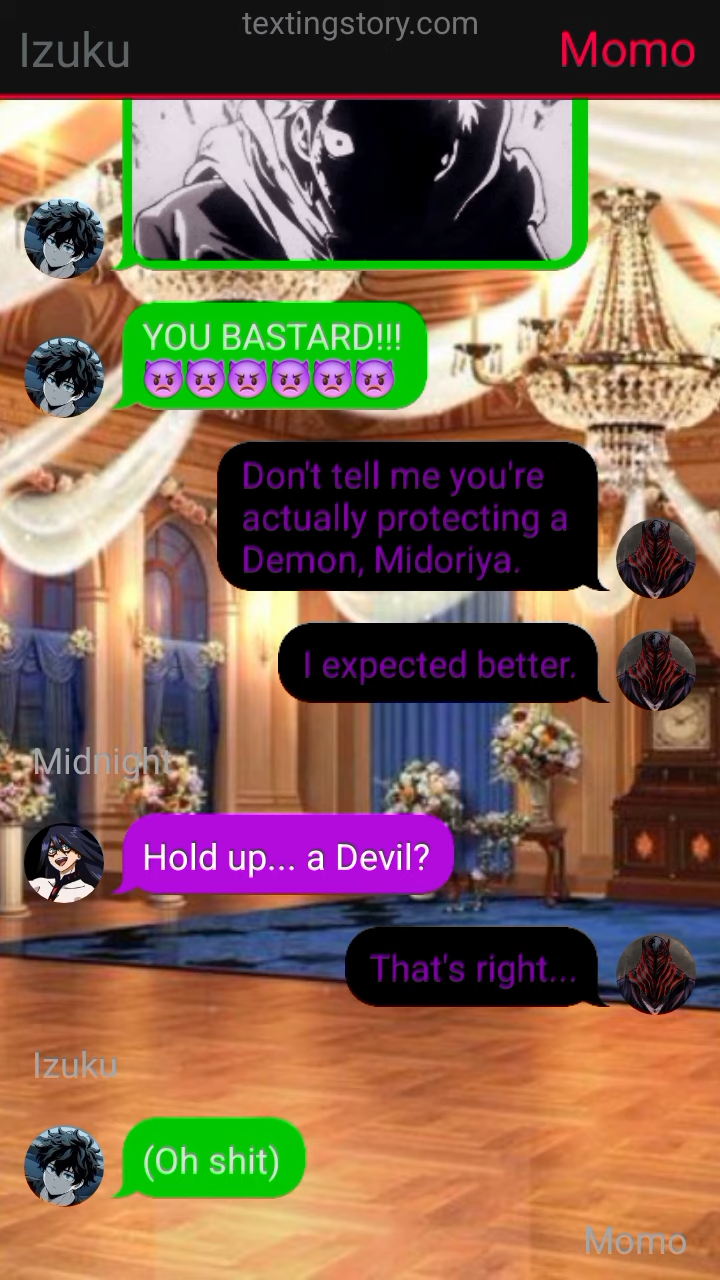 textingstory.com
Izuku
Momo
YOU BASTARD!!!
Don't tell me you're
actually protecting a
Demon, Midoriya.
I expected better.
Midnight
Hold up... a Devil?
That's right...
Izuku
(Oh shit)
Momo